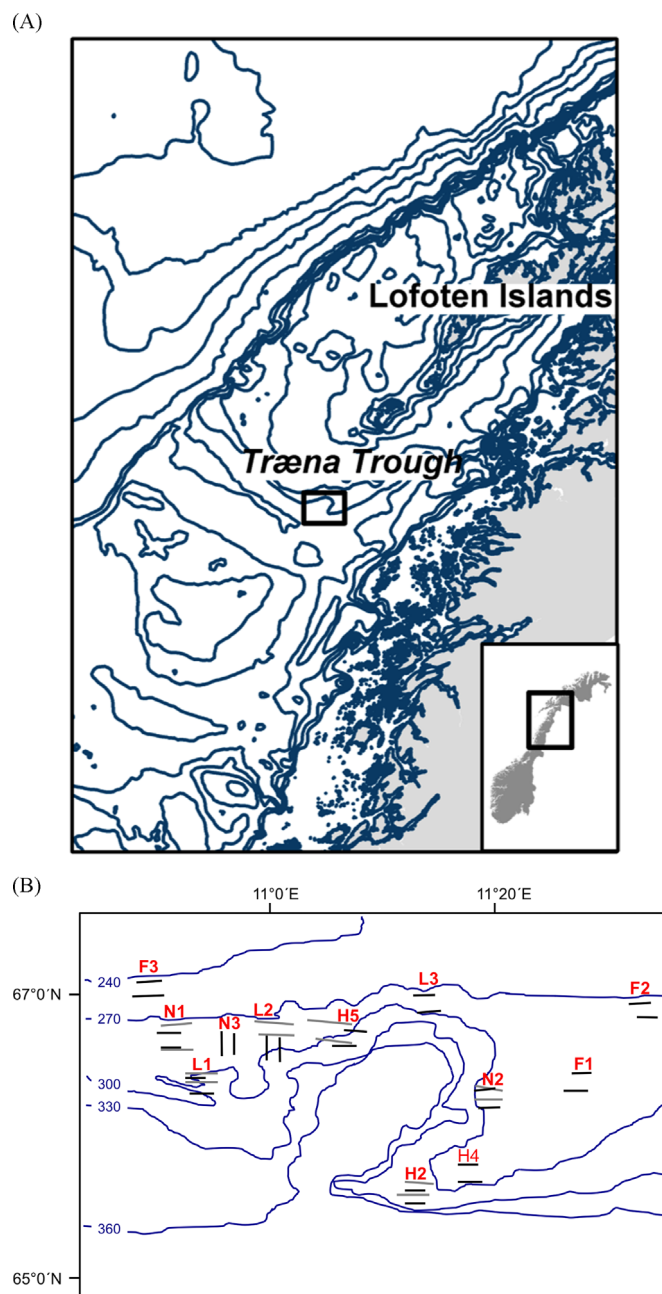 (A)
Lofoten Islands
Træna Trough
(B)
11°0´E
11°20´E
F3
L3
F2
240
67°0´N
N1
L2
270
N3
H5
L1
F1
N2
300
330
H4
H2
360
65°0´N